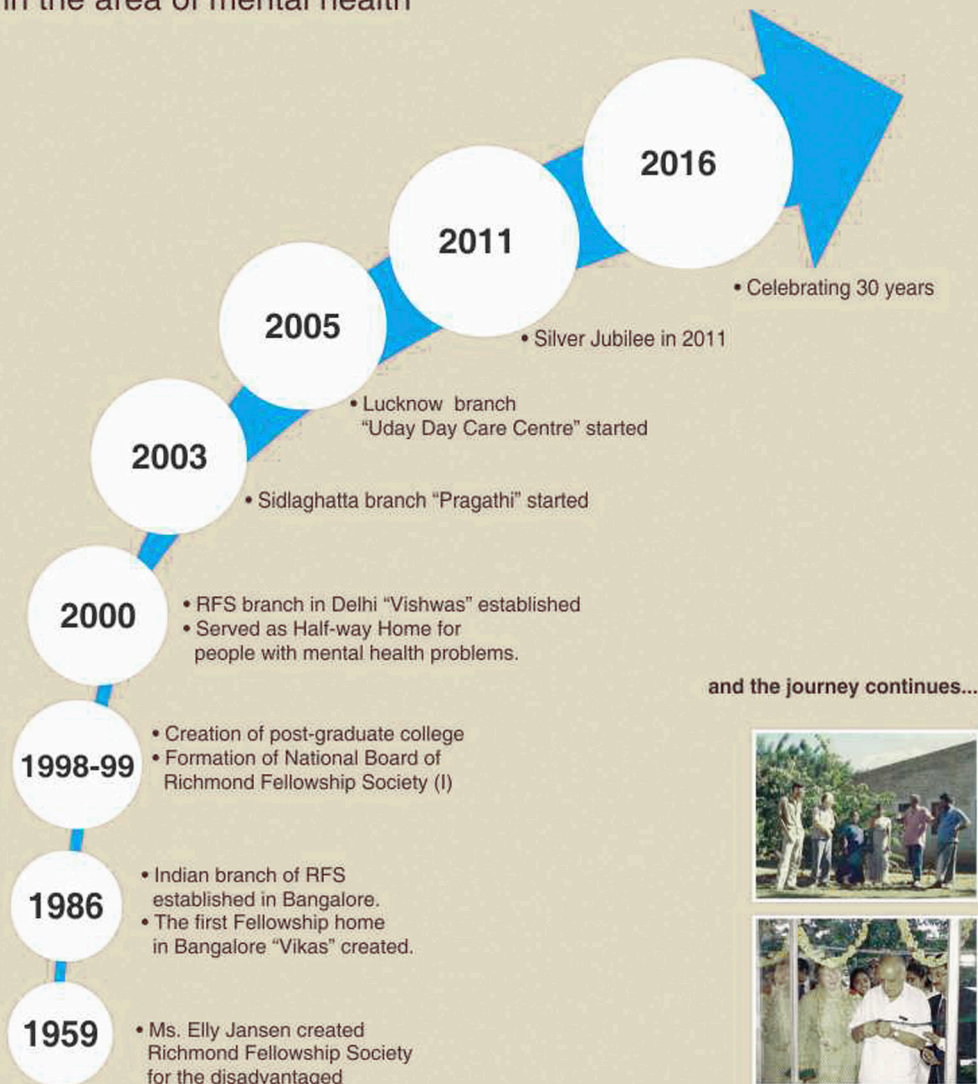 in the area of mental health
2016
• Celebrating 30 years
2011
• Silver Jubilee in 2011
2005
• Lucknow branch
“Uday Day Care Centre” started
2003
• Sidlaghatta branch “Pragathi” started
2000
• RFS branch in Delhi “Vishwas” established
• Served as Half-way Home for
people with mental health problems.
and the journey continues...
1998-99
• Creation of post-graduate college
• Formation of National Board of
Richmond Fellowship Society (I)
1986
• Indian branch of RFS
established in Bangalore.
• The first Fellowship home
in Bangalore “Vikas” created.
1959
• Ms. Elly Jansen created
Richmond Fellowship Society
for the disadvantaged